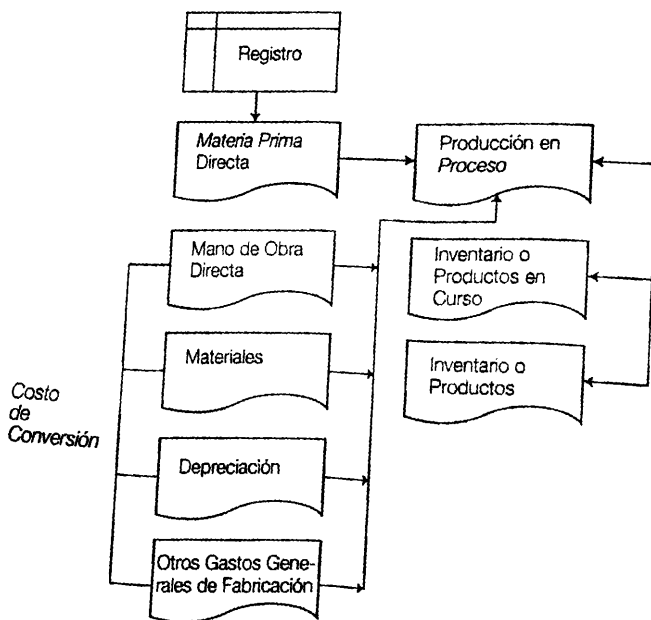 Registro
Materia Prima
Directa
Producción en
Proceso
Mano de Obra
Directa
Inventario o
Productos en
Curso
Materiales
Inventario o
Productos
Costo
de
Conversión
Depreciación
Otros Gastos Gene-
rales de Fabricación